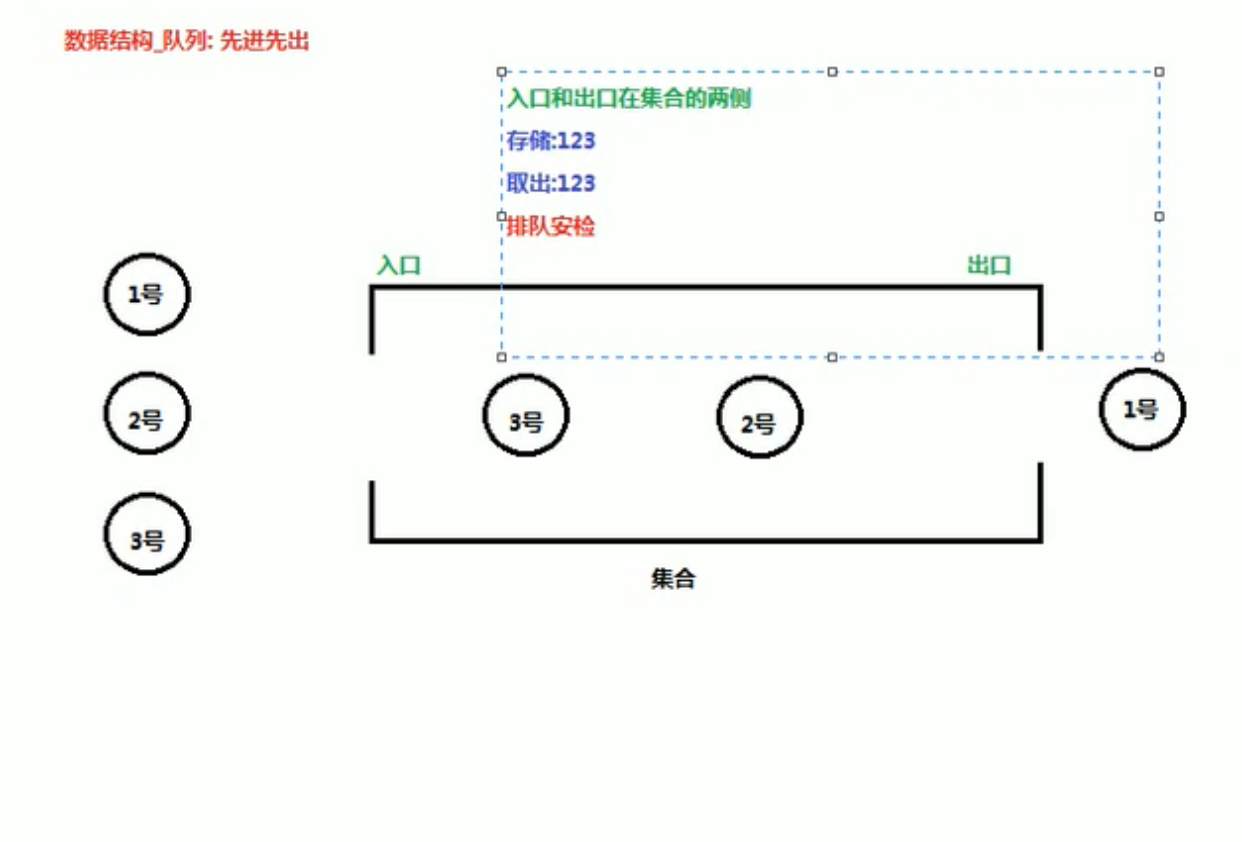 数据结构_队列: 先进先出
入口和出口在集合的两侧
存储:123
取出:123
排队安检
入口
出口
1号
2号
3号
3号
2号
1号
集合